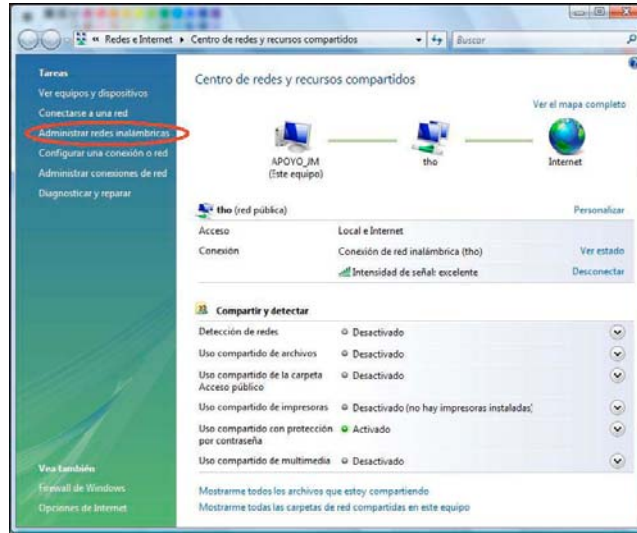 Redes e Internet
Centro de redes y recursos compartidos
Buscar
Tareas
Ver equipos y dispositivos
Conectarse a una red
Administrar redes inalámbricas
Configurar una conexión o red
Administrar conexiones de red
Diagnosticar y reparar
Vea también
Firewall de Windows
Opciones de Internet
Centro de redes y recursos compartidos
Ver el mapa completo
APOYO_JM
(Este equipo)
tho
Internet
tho (red pública)
Personalizar
Acceso
Local e Internet
Conexión
Conexión de red inalámbrica (tho)
Ver estado
Intensidad de señal: excelente
Desconectar
Compartir y detectar
Detección de redes
Desactivado
Uso compartido de archivos
Desactivado
Uso compartido de la carpeta
Acceso público
Desactivado
Uso compartido de impresoras
Desactivado (no hay impresoras instaladas)
Uso compartido con protección
por contraseña
Activado
Uso compartido de multimedia
Desactivado
Mostrarme todos los archivos que estoy compartiendo
Mostrarme todas las carpetas de red compartidas en este equipo